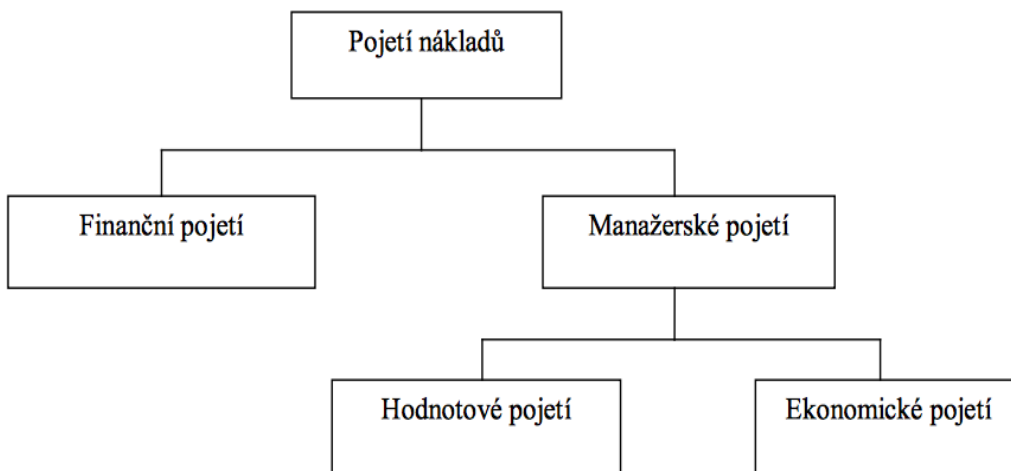 Pojetí nákladů
Finanční pojetí
Manažerské pojetí
Hodnotové pojetí
Ekonomické pojetí